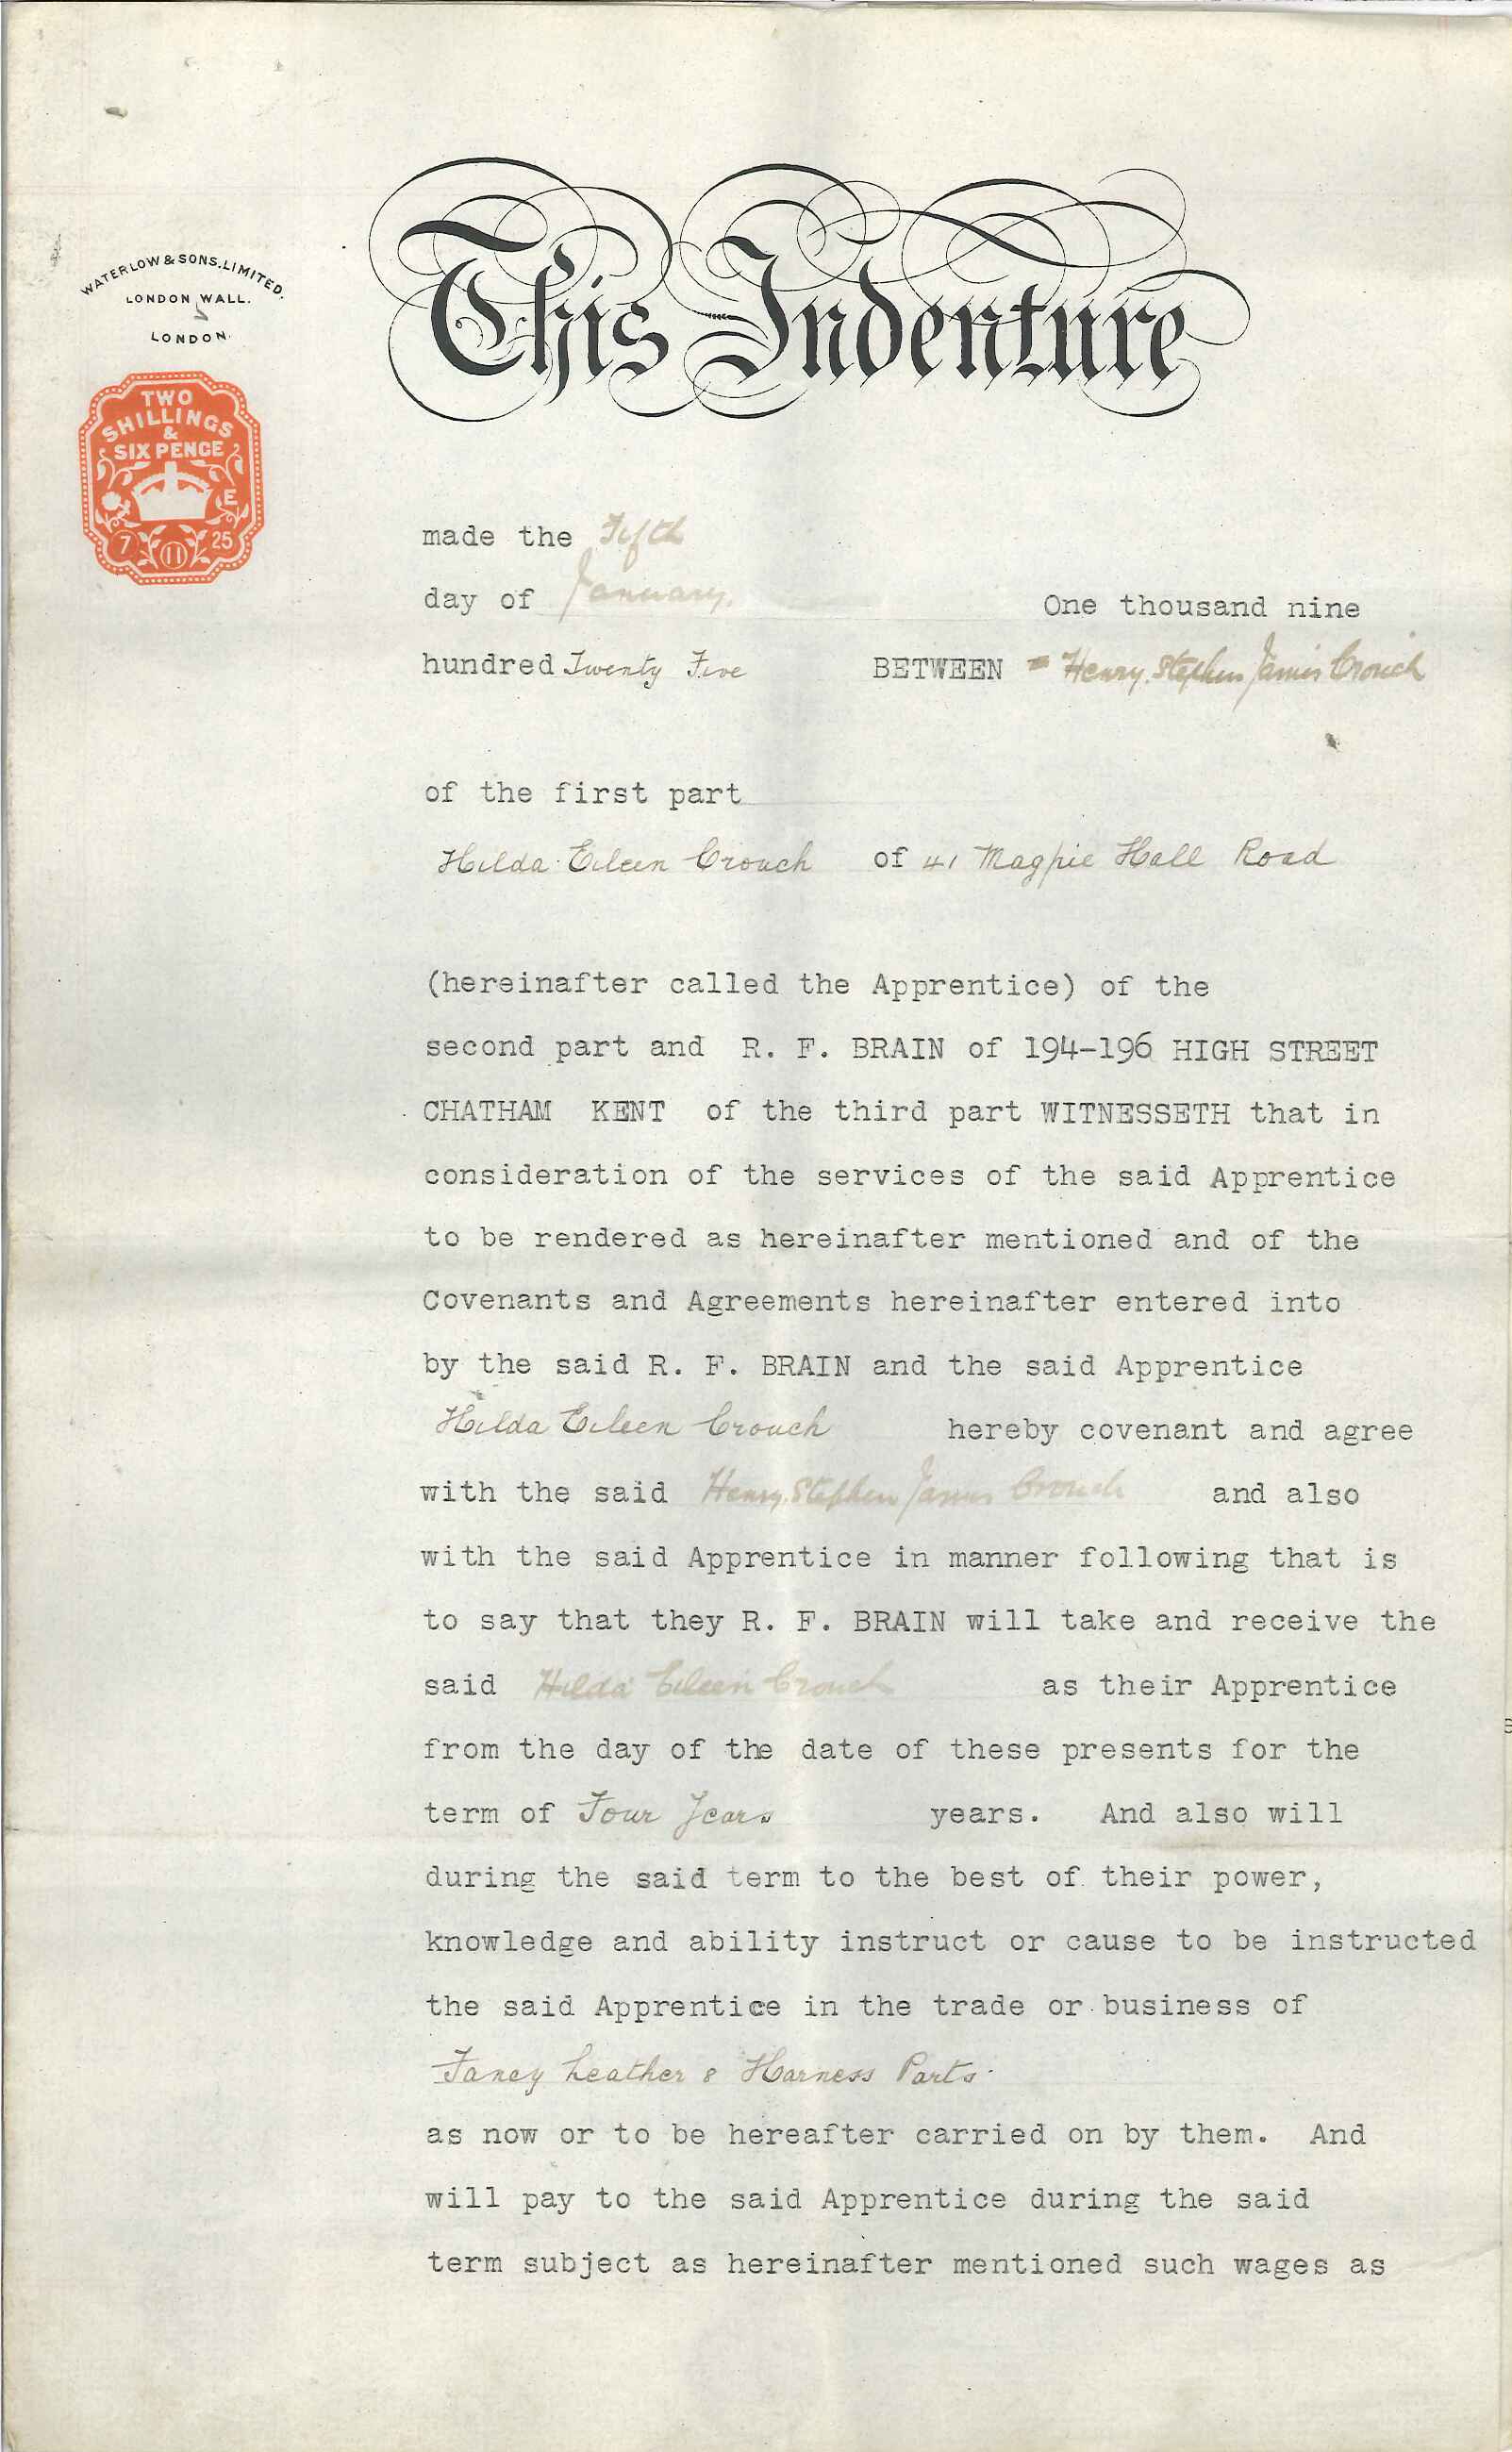 This Indenture
WATERLOW & SONS, LIMITED.
LONDON WALL.
LONDON.
TWO
SHILLINGS
&
SIX PENCE
E
7 11 25
made the Fifth
day of January. One thousand nine
hundred Twenty Five BETWEEN - Henry Stephen James Crouch
of the first part
Hilda Eileen Crouch of 41 Magpie Hall Road
(hereinafter called the Apprentice) of the
second part and R. F. BRAIN of 194-196 HIGH STREET
CHATHAM KENT of the third part WITNESSETH that in
consideration of the services of the said Apprentice
to be rendered as hereinafter mentioned and of the
Covenants and Agreements hereinafter entered into
by the said R. F. BRAIN and the said Apprentice
Hilda Eileen Crouch hereby covenant and agree
with the said Henry Stephen James Crouch and also
with the said Apprentice in manner following that is
to say that they R. F. BRAIN will take and receive the
said Hilda Eileen Crouch as their Apprentice
from the day of the date of these presents for the
term of Four Years years. And also will
during the said term to the best of their power,
knowledge and ability instruct or cause to be instructed
the said Apprentice in the trade or business of
Fancy Leather & Harness Parts.
as now or to be hereafter carried on by them. And
will pay to the said Apprentice during the said
term subject as hereinafter mentioned such wages as